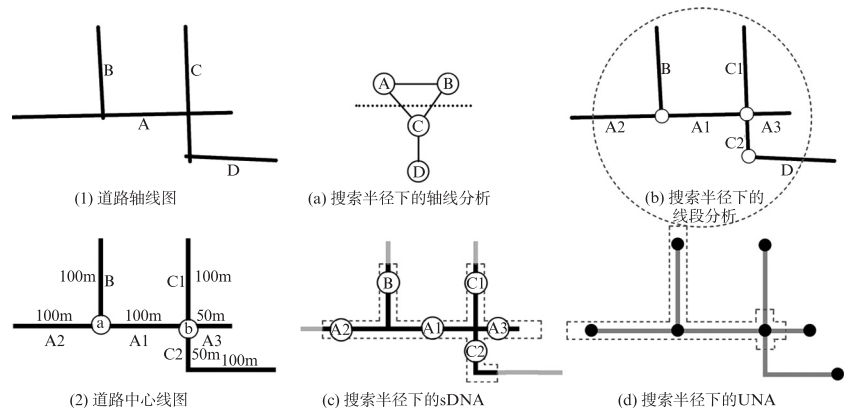 B
C
A
D
(1) 道路轴线图
A
B
C
D
(a) 搜索半径下的轴线分析
B
C1
A2
A1
A3
C2
D
(b) 搜索半径下的
线段分析
100m
B
C1
100m
100m
a
100m
b
50m
A2
A1
A3
C2
50m
100m
(2) 道路中心线图
B
C1
A2
A1
A3
C2
(c) 搜索半径下的sDNA
(d) 搜索半径下的UNA